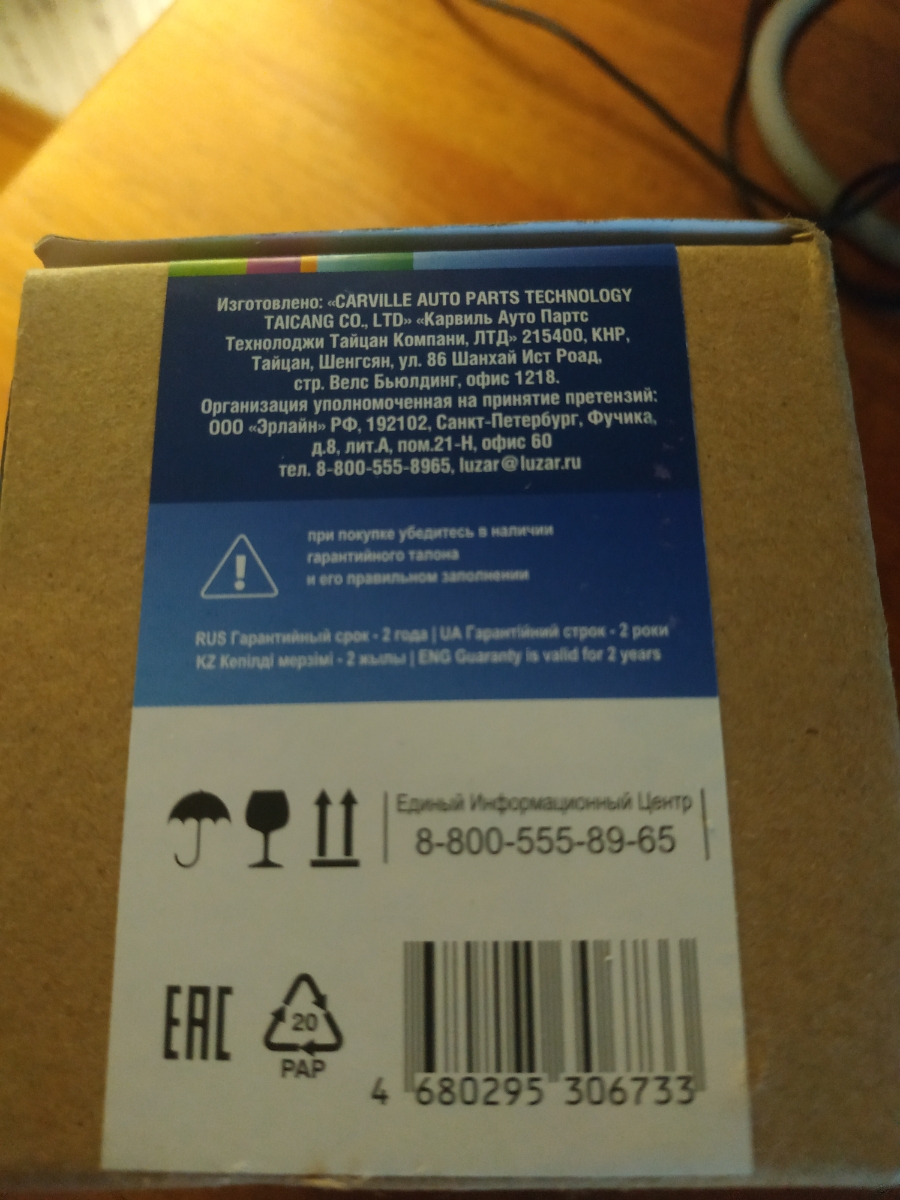 Изготовлено: «CARVILLE AUTO PARTS TECHNOLOGY
TAICANG CO., LTD» «Карвиль Ауто Партс
Технолоджи Тайцан Компани, ЛТД» 215400, КНР,
Тайцан, Шенгсян, ул. 86 Шанхай Ист Роад,
стр. Велс Бьюлдинг, офис 1218.
Организация уполномоченная на принятие претензий:
ООО «Эрлайн» РФ, 192102, Санкт-Петербург, Фучика,
д.8, лит.А, пом.21-Н, офис 60
тел. 8-800-555-8965, luzar@luzar.ru
при покупке убедитесь в наличии
гарантийного талона
и его правильном заполнении
RUS Гарантийный срок - 2 года | UA Гарантійний строк - 2 роки
KZ Кепілді мерзімі - 2 жылы | ENG Guaranty is valid for 2 years
Единый Информационный Центр
8-800-555-89-65
EAC
20
PAP
4 680295 306733